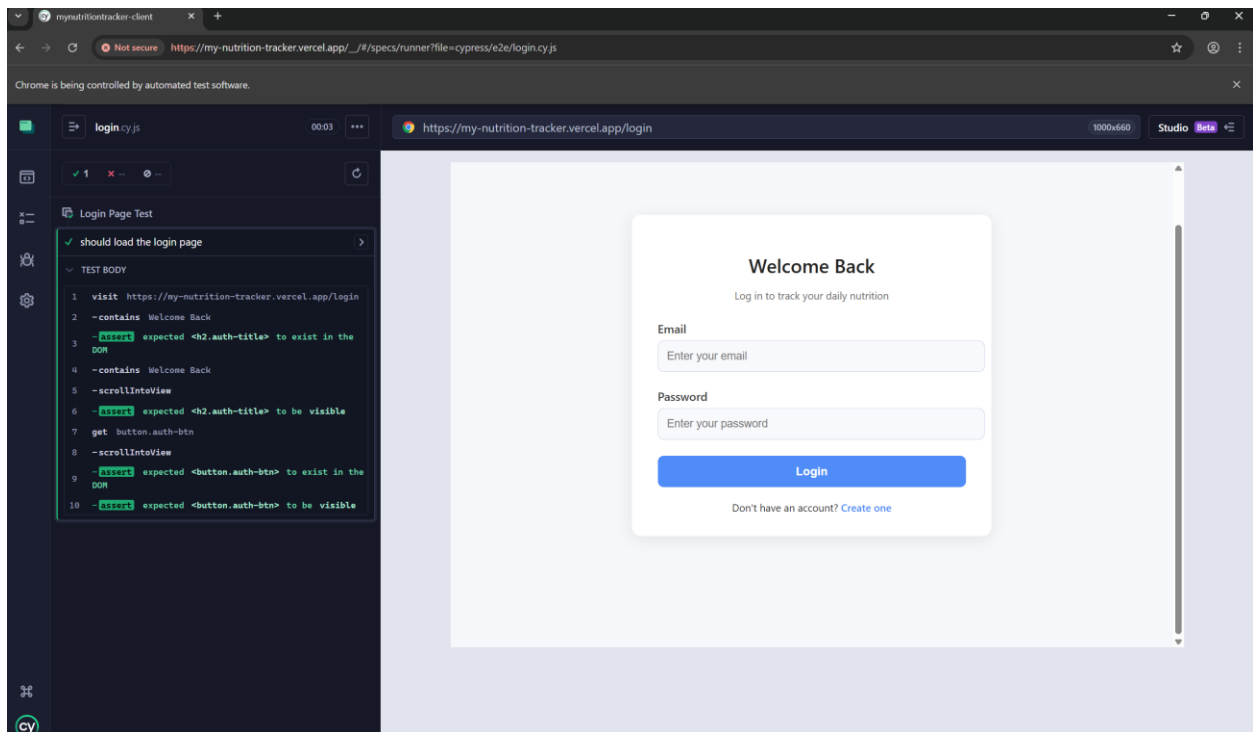 mynutritiontracker-client
Not secure https://my-nutrition-tracker.vercel.app/__/#/specs/runner?file=cypress/e2e/login.cy.js
Chrome is being controlled by automated test software.
login.cy.js 00:03
https://my-nutrition-tracker.vercel.app/login 1000x660 Studio Beta
1 -- --
Login Page Test
should load the login page
TEST BODY
1 visit https://my-nutrition-tracker.vercel.app/login
2 -contains Welcome Back
3 -assert expected <h2.auth-title> to exist in the
DOM
4 -contains Welcome Back
5 -scrollIntoView
6 -assert expected <h2.auth-title> to be visible
7 get button.auth-btn
8 -scrollIntoView
9 -assert expected <button.auth-btn> to exist in the
DOM
10 -assert expected <button.auth-btn> to be visible
Welcome Back
Log in to track your daily nutrition
Email
Enter your email
Password
Enter your password
Login
Don't have an account? Create one
cy